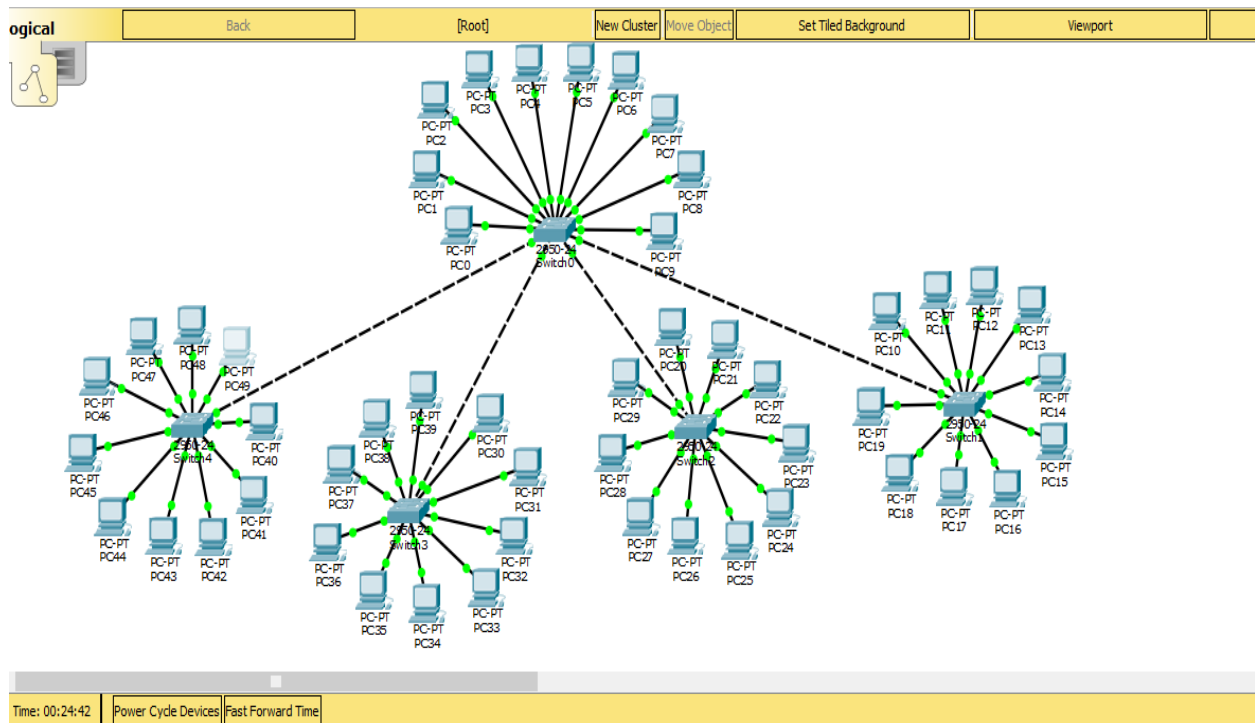 ogical
Back
[Root]
New Cluster
Move Object
Set Tiled Background
Viewport
PC-PT
PC3
PC-PT
PC4
PC-PT
PC5
PC-PT
PC6
PC-PT
PC2
PC-PT
PC7
PC-PT
PC1
PC-PT
PC8
PC-PT
PC0
2950-24
Switch0
PC-PT
PC9
PC-PT
PC48
PC-PT
PC47
PC-PT
PC49
PC-PT
PC46
PC-PT
PC40
2950-24
Switch4
PC-PT
PC45
PC-PT
PC41
PC-PT
PC44
PC-PT
PC43
PC-PT
PC42
PC-PT
PC39
PC-PT
PC38
PC-PT
PC30
PC-PT
PC37
PC-PT
PC31
2950-24
Switch3
PC-PT
PC36
PC-PT
PC32
PC-PT
PC35
PC-PT
PC34
PC-PT
PC33
PC-PT
PC20
PC-PT
PC21
PC-PT
PC29
PC-PT
PC22
2950-24
Switch2
PC-PT
PC28
PC-PT
PC23
PC-PT
PC27
PC-PT
PC26
PC-PT
PC25
PC-PT
PC24
PC-PT
PC10
PC-PT
PC11
PC-PT
PC12
PC-PT
PC13
PC-PT
PC14
PC-PT
PC19
2950-24
Switch1
PC-PT
PC15
PC-PT
PC18
PC-PT
PC17
PC-PT
PC16
Time: 00:24:42
Power Cycle Devices
Fast Forward Time